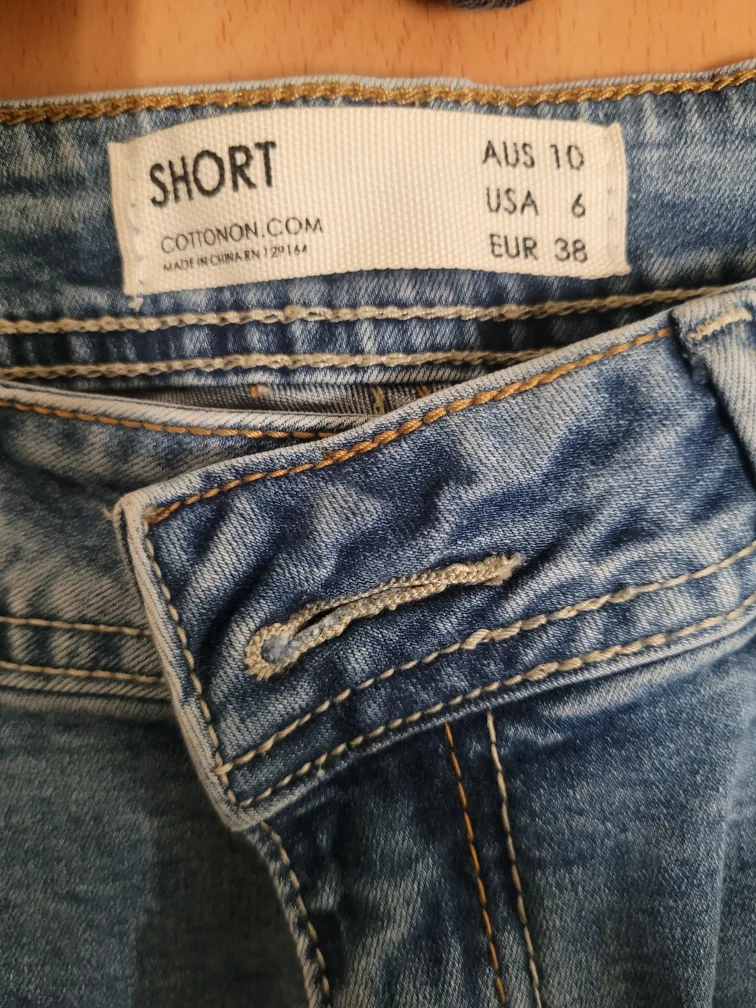 SHORT
COTTONON.COM
MADE IN CHINA RN 129164
AUS 10
USA 6
EUR 38